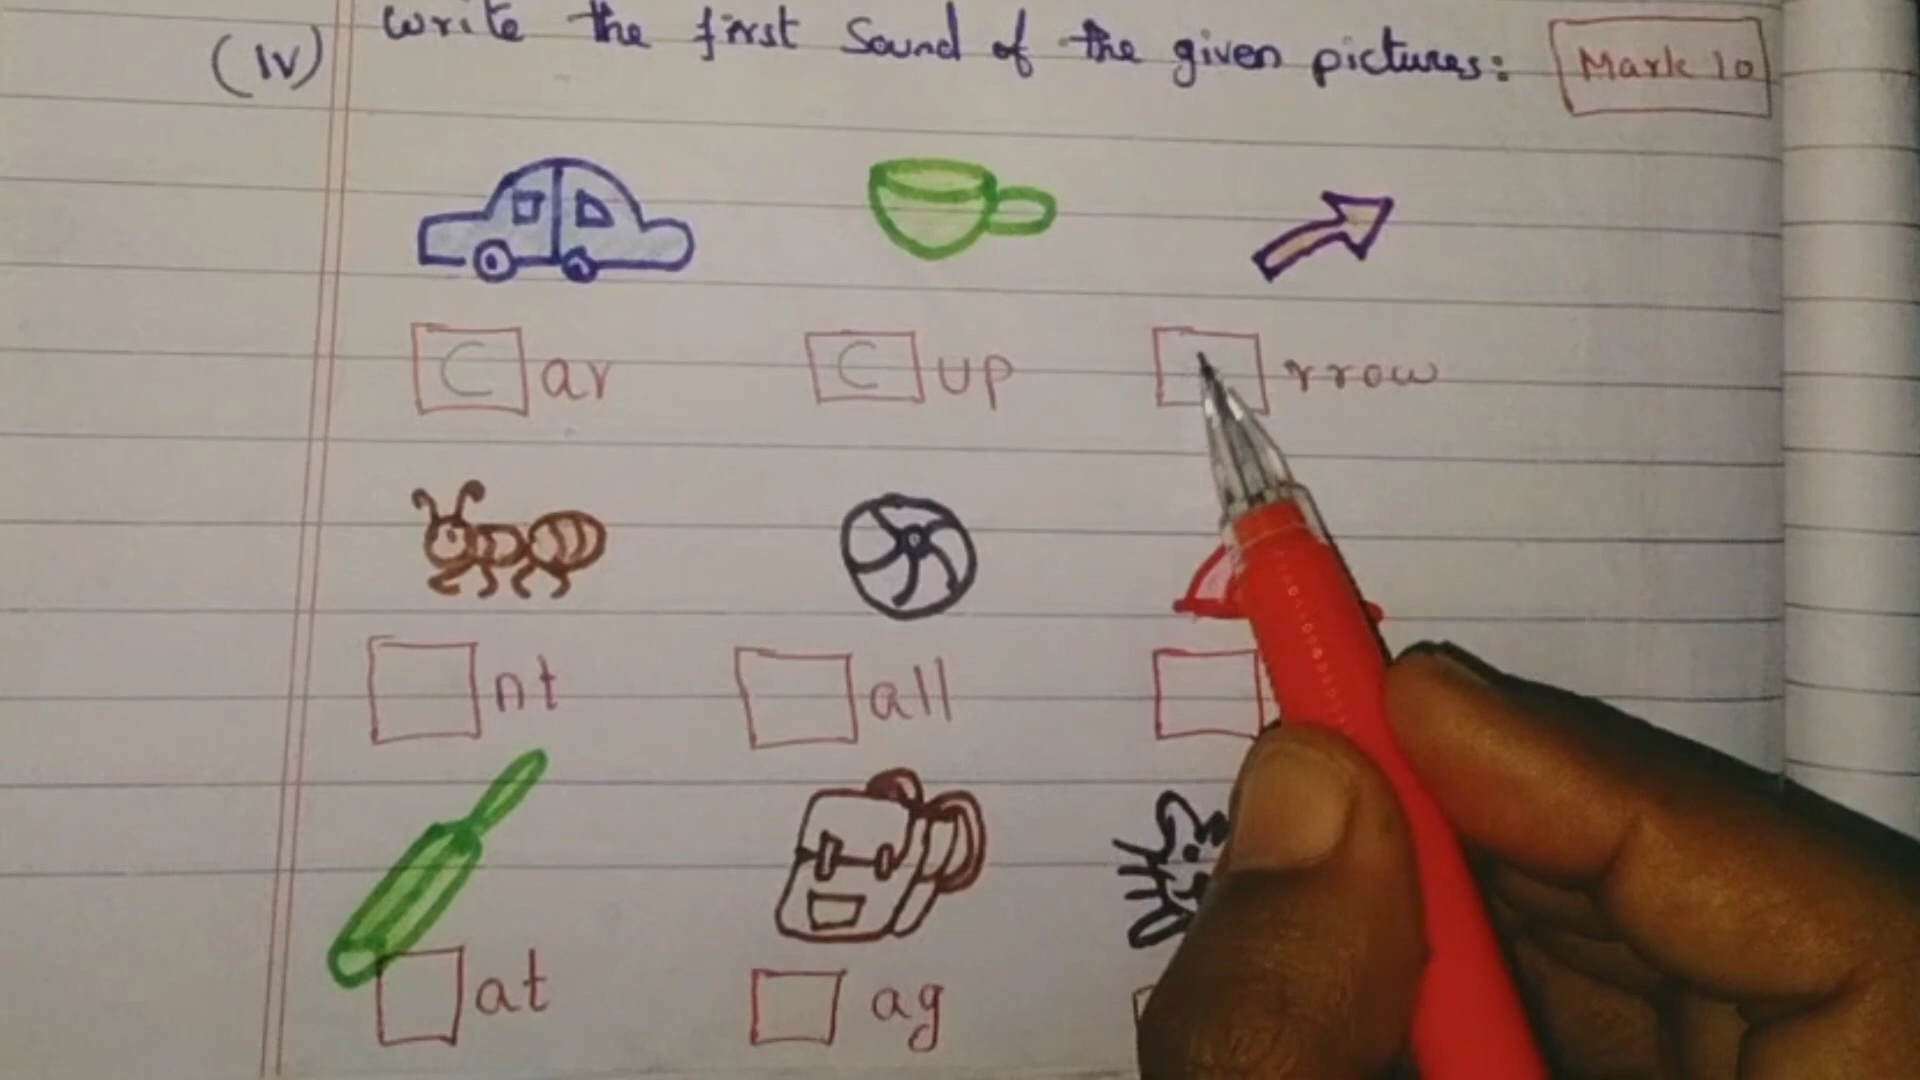 (IV) Write the first Sound of the given pictures: Mark 10
C ar C up rrow
nt all
at ag